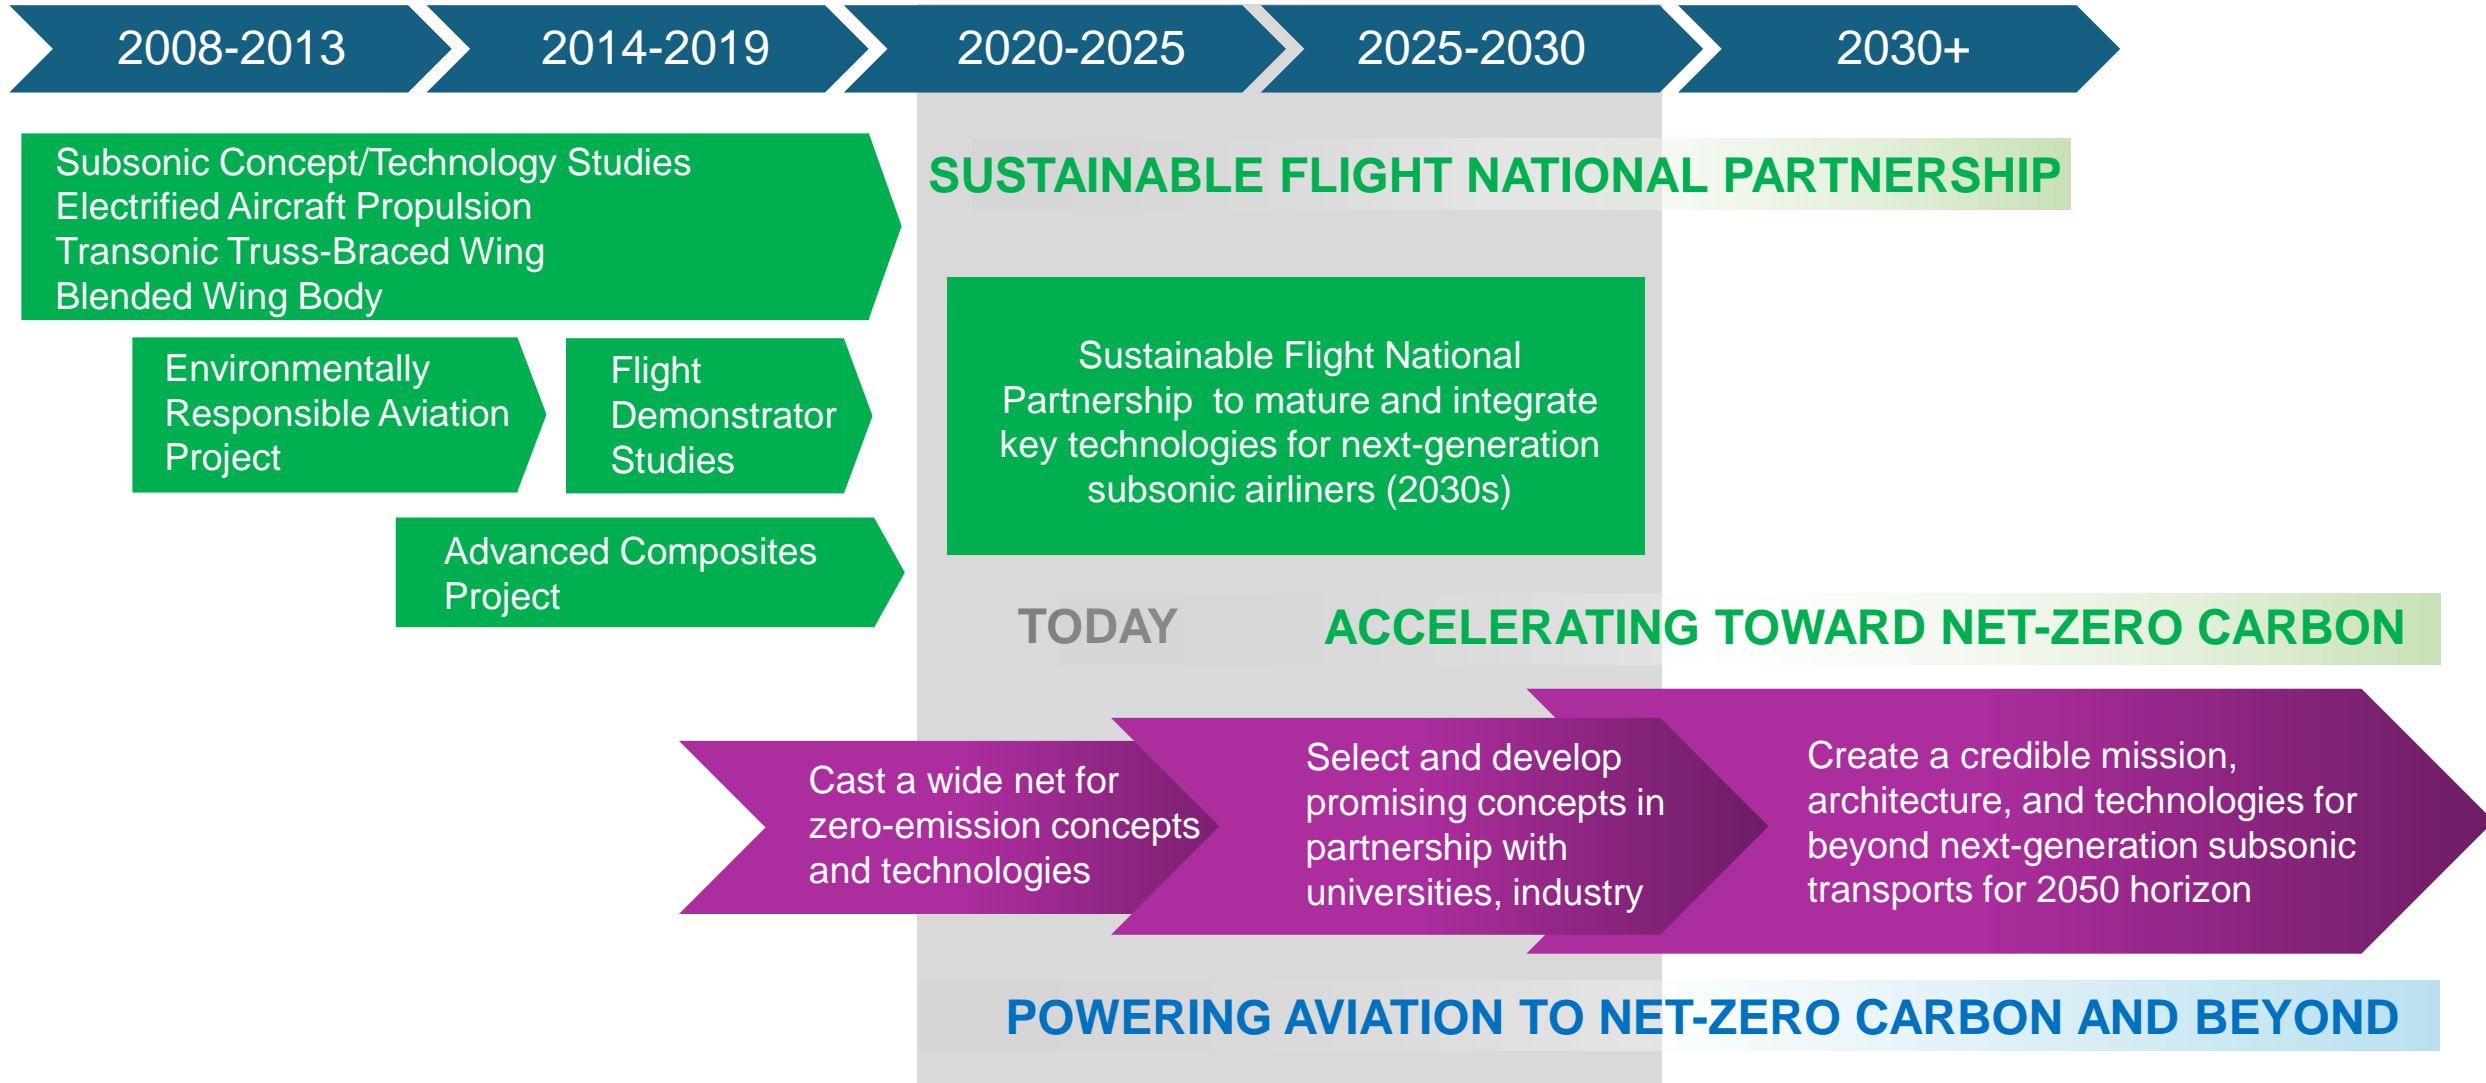 2008-2013
2014-2019
2020-2025
2025-2030
2030+
Subsonic Concept/Technology Studies
Electrified Aircraft Propulsion
Transonic Truss-Braced Wing
Blended Wing Body
SUSTAINABLE FLIGHT NATIONAL PARTNERSHIP
Environmentally
Responsible Aviation
Project
Flight
Demonstrator
Studies
Sustainable Flight National
Partnership to mature and integrate
key technologies for next-generation
subsonic airliners (2030s)
Advanced Composites
Project
TODAY
ACCELERATING TOWARD NET-ZERO CARBON
Cast a wide net for
zero-emission concepts
and technologies
Select and develop
promising concepts in
partnership with
universities, industry
Create a credible mission,
architecture, and technologies for
beyond next-generation subsonic
transports for 2050 horizon
POWERING AVIATION TO NET-ZERO CARBON AND BEYOND